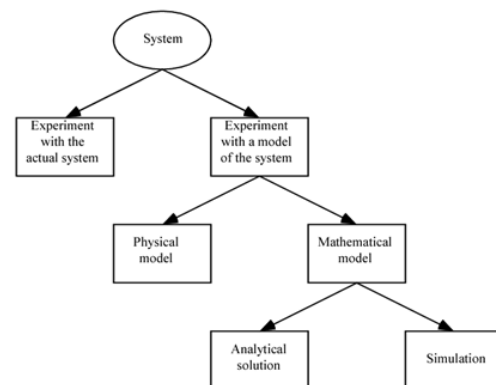 System
Experiment
with the
actual system
Experiment
with a model
of the system
Physical
model
Mathematical
model
Analytical
solution
Simulation